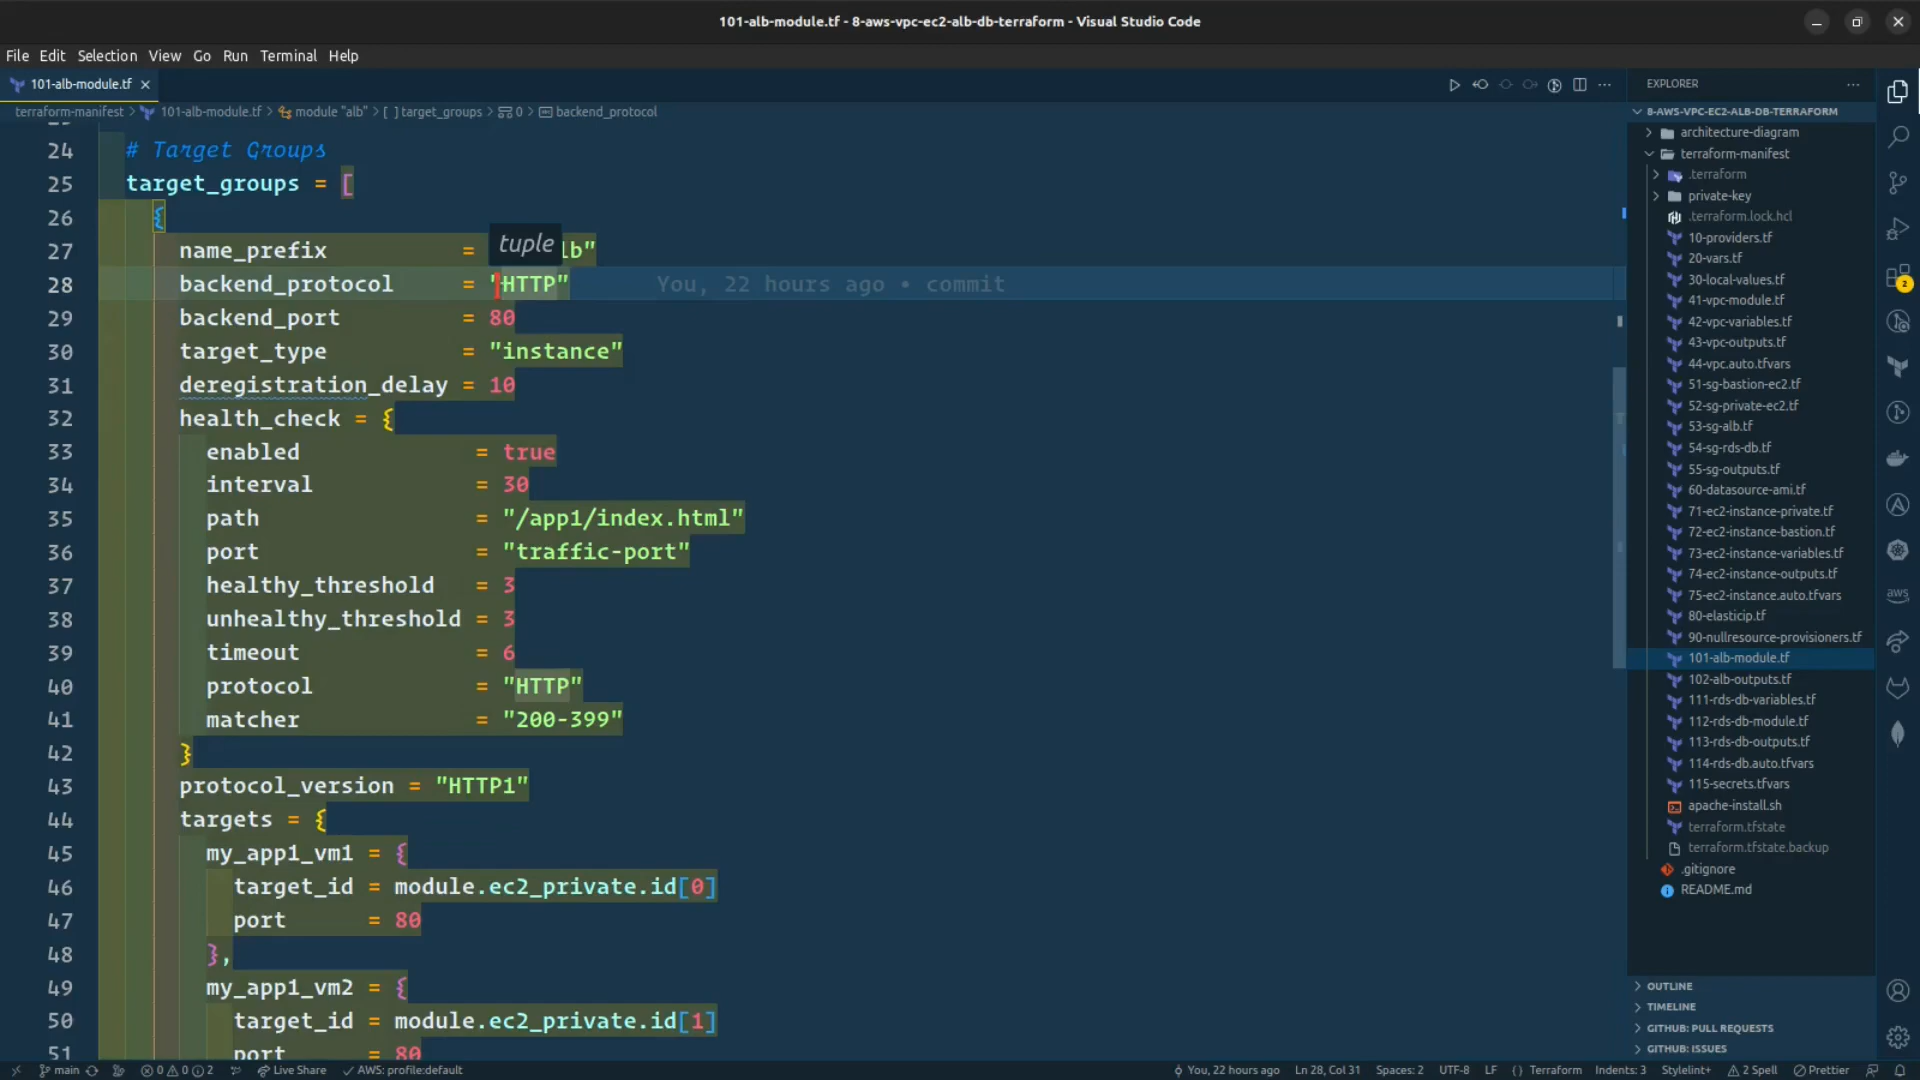 101-alb-module.tf - 8-aws-vpc-ec2-alb-db-terraform - Visual Studio Code
File Edit Selection View Go Run Terminal Help
101-alb-module.tf
terraform-manifest > 101-alb-module.tf > module "alb" > [ ] target_groups > 0 > backend_protocol
24 # Target Groups
25 target_groups = [
26 {
27 name_prefix = lb"
tuple
28 backend_protocol = "HTTP" You, 22 hours ago • commit
29 backend_port = 80
30 target_type = "instance"
31 deregistration_delay = 10
32 health_check = {
33 enabled = true
34 interval = 30
35 path = "/app1/index.html"
36 port = "traffic-port"
37 healthy_threshold = 3
38 unhealthy_threshold = 3
39 timeout = 6
40 protocol = "HTTP"
41 matcher = "200-399"
42 }
43 protocol_version = "HTTP1"
44 targets = {
45 my_app1_vm1 = {
46 target_id = module.ec2_private.id[0]
47 port = 80
48 },
49 my_app1_vm2 = {
50 target_id = module.ec2_private.id[1]
51 port = 80
EXPLORER
8-AWS-VPC-EC2-ALB-DB-TERRAFORM
architecture-diagram
terraform-manifest
.terraform
private-key
.terraform.lock.hcl
10-providers.tf
20-vars.tf
30-local-values.tf
41-vpc-module.tf
42-vpc-variables.tf
43-vpc-outputs.tf
44-vpc.auto.tfvars
51-sg-bastion-ec2.tf
52-sg-private-ec2.tf
53-sg-alb.tf
54-sg-rds-db.tf
55-sg-outputs.tf
60-datasource-ami.tf
71-ec2-instance-private.tf
72-ec2-instance-bastion.tf
73-ec2-instance-variables.tf
74-ec2-instance-outputs.tf
75-ec2-instance.auto.tfvars
80-elasticip.tf
90-nullresource-provisioners.tf
101-alb-module.tf
102-alb-outputs.tf
111-rds-db-variables.tf
112-rds-db-module.tf
113-rds-db-outputs.tf
114-rds-db.auto.tfvars
115-secrets.tfvars
apache-install.sh
terraform.tfstate
terraform.tfstate.backup
.gitignore
README.md
OUTLINE
TIMELINE
GITHUB: PULL REQUESTS
GITHUB: ISSUES
2
aws
main 0 0 2 Live Share AWS: profile:default You, 22 hours ago Ln 28, Col 31 Spaces: 2 UTF-8 LF {} Terraform Indents: 3 Stylelint+ 2 Spell Prettier